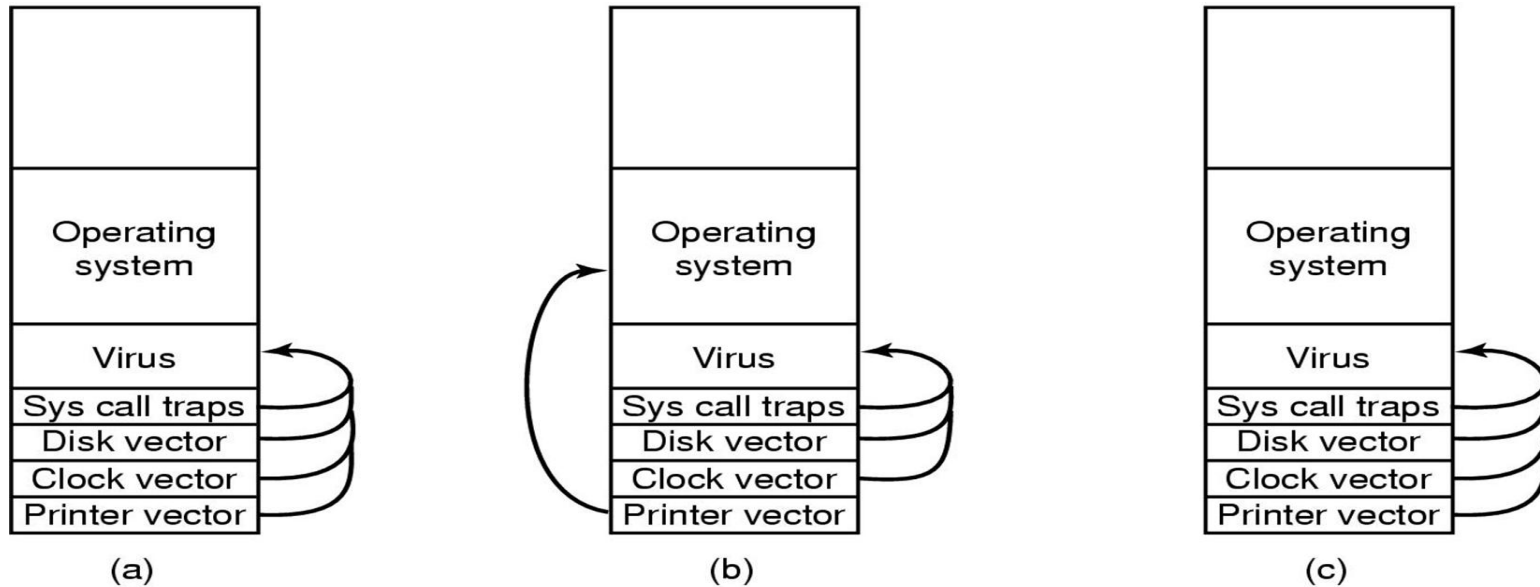 Operating
system
Virus
Sys call traps
Disk vector
Clock vector
Printer vector
(a)
Operating
system
Virus
Sys call traps
Disk vector
Clock vector
Printer vector
(b)
Operating
system
Virus
Sys call traps
Disk vector
Clock vector
Printer vector
(c)